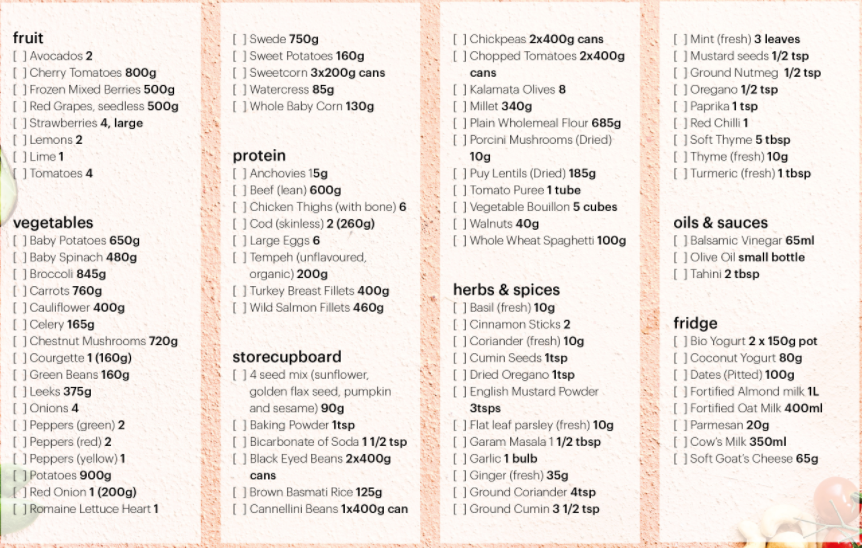 fruit
[ ] Avocados 2
[ ] Cherry Tomatoes 800g
[ ] Frozen Mixed Berries 500g
[ ] Red Grapes, seedless 500g
[ ] Strawberries 4, large
[ ] Lemons 2
[ ] Lime 1
[ ] Tomatoes 4
vegetables
[ ] Baby Potatoes 650g
[ ] Baby Spinach 480g
[ ] Broccoli 845g
[ ] Carrots 760g
[ ] Cauliflower 400g
[ ] Celery 165g
[ ] Chestnut Mushrooms 720g
[ ] Courgette 1 (160g)
[ ] Green Beans 160g
[ ] Leeks 375g
[ ] Onions 4
[ ] Peppers (green) 2
[ ] Peppers (red) 2
[ ] Peppers (yellow) 1
[ ] Potatoes 900g
[ ] Red Onion 1 (200g)
[ ] Romaine Lettuce Heart 1
[ ] Swede 750g
[ ] Sweet Potatoes 160g
[ ] Sweetcorn 3x200g cans
[ ] Watercress 85g
[ ] Whole Baby Corn 130g
protein
[ ] Anchovies 15g
[ ] Beef (lean) 600g
[ ] Chicken Thighs (with bone) 6
[ ] Cod (skinless) 2 (260g)
[ ] Large Eggs 6
[ ] Tempeh (unflavoured,
organic) 200g
[ ] Turkey Breast Fillets 400g
[ ] Wild Salmon Fillets 460g
storecupboard
[ ] 4 seed mix (sunflower,
golden flax seed, pumpkin
and sesame) 90g
[ ] Baking Powder 1tsp
[ ] Bicarbonate of Soda 1 1/2 tsp
[ ] Black Eyed Beans 2x400g
cans
[ ] Brown Basmati Rice 125g
[ ] Cannellini Beans 1x400g can
[ ] Chickpeas 2x400g cans
[ ] Chopped Tomatoes 2x400g
cans
[ ] Kalamata Olives 8
[ ] Millet 340g
[ ] Plain Wholemeal Flour 685g
[ ] Porcini Mushrooms (Dried)
10g
[ ] Puy Lentils (Dried) 185g
[ ] Tomato Puree 1 tube
[ ] Vegetable Bouillon 5 cubes
[ ] Walnuts 40g
[ ] Whole Wheat Spaghetti 100g
herbs & spices
[ ] Basil (fresh) 10g
[ ] Cinnamon Sticks 2
[ ] Coriander (fresh) 10g
[ ] Cumin Seeds 1tsp
[ ] Dried Oregano 1tsp
[ ] English Mustard Powder
3tsps
[ ] Flat leaf parsley (fresh) 10g
[ ] Garam Masala 1 1/2 tbsp
[ ] Garlic 1 bulb
[ ] Ginger (fresh) 35g
[ ] Ground Coriander 4tsp
[ ] Ground Cumin 3 1/2 tsp
[ ] Mint (fresh) 3 leaves
[ ] Mustard seeds 1/2 tsp
[ ] Ground Nutmeg 1/2 tsp
[ ] Oregano 1/2 tsp
[ ] Paprika 1 tsp
[ ] Red Chilli 1
[ ] Soft Thyme 5 tbsp
[ ] Thyme (fresh) 10g
[ ] Turmeric (fresh) 1 tbsp
oils & sauces
[ ] Balsamic Vinegar 65ml
[ ] Olive Oil small bottle
[ ] Tahini 2 tbsp
fridge
[ ] Bio Yogurt 2 x 150g pot
[ ] Coconut Yogurt 80g
[ ] Dates (Pitted) 100g
[ ] Fortified Almond milk 1L
[ ] Fortified Oat Milk 400ml
[ ] Parmesan 20g
[ ] Cow's Milk 350ml
[ ] Soft Goat's Cheese 65g